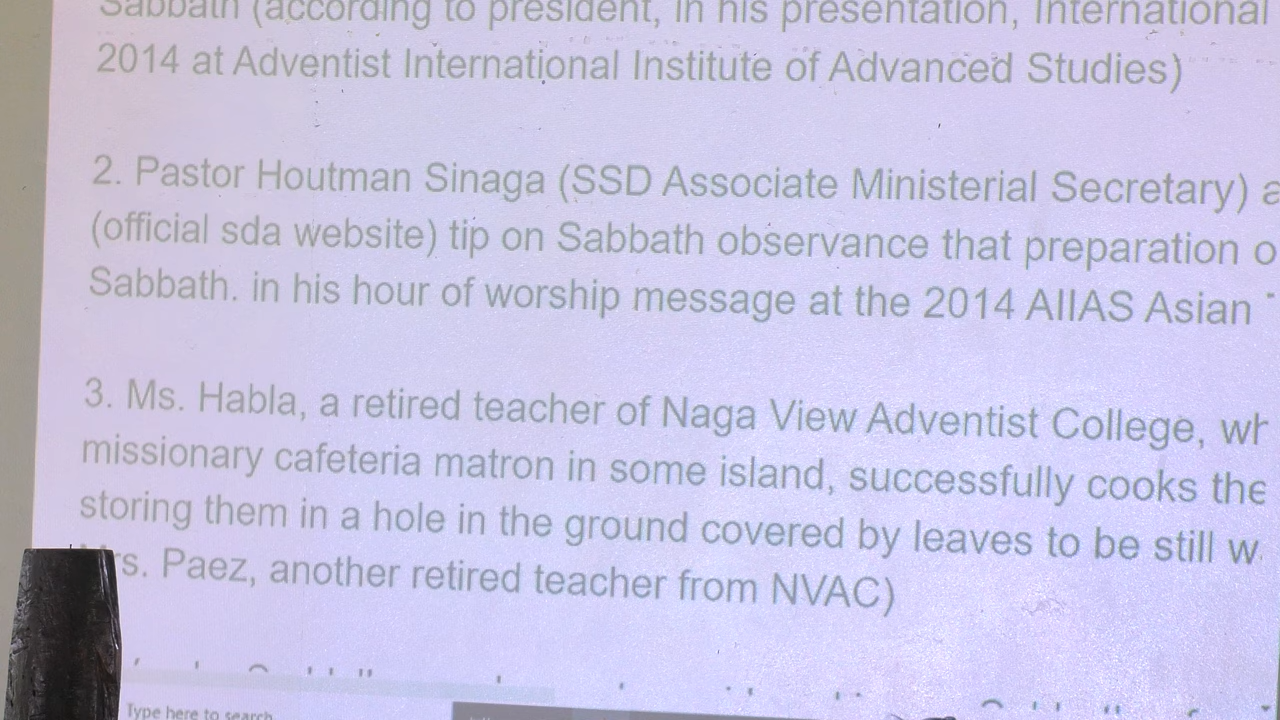 Sabbath (according to president, in his presentation, International
2014 at Adventist International Institute of Advanced Studies)
2. Pastor Houtman Sinaga (SSD Associate Ministerial Secretary) a
(official sda website) tip on Sabbath observance that preparation o
Sabbath. in his hour of worship message at the 2014 AIIAS Asian
3. Ms. Habla, a retired teacher of Naga View Adventist College, wh
missionary cafeteria matron in some island, successfully cooks the
storing them in a hole in the ground covered by leaves to be still w
rs. Paez, another retired teacher from NVAC)
Type here to search